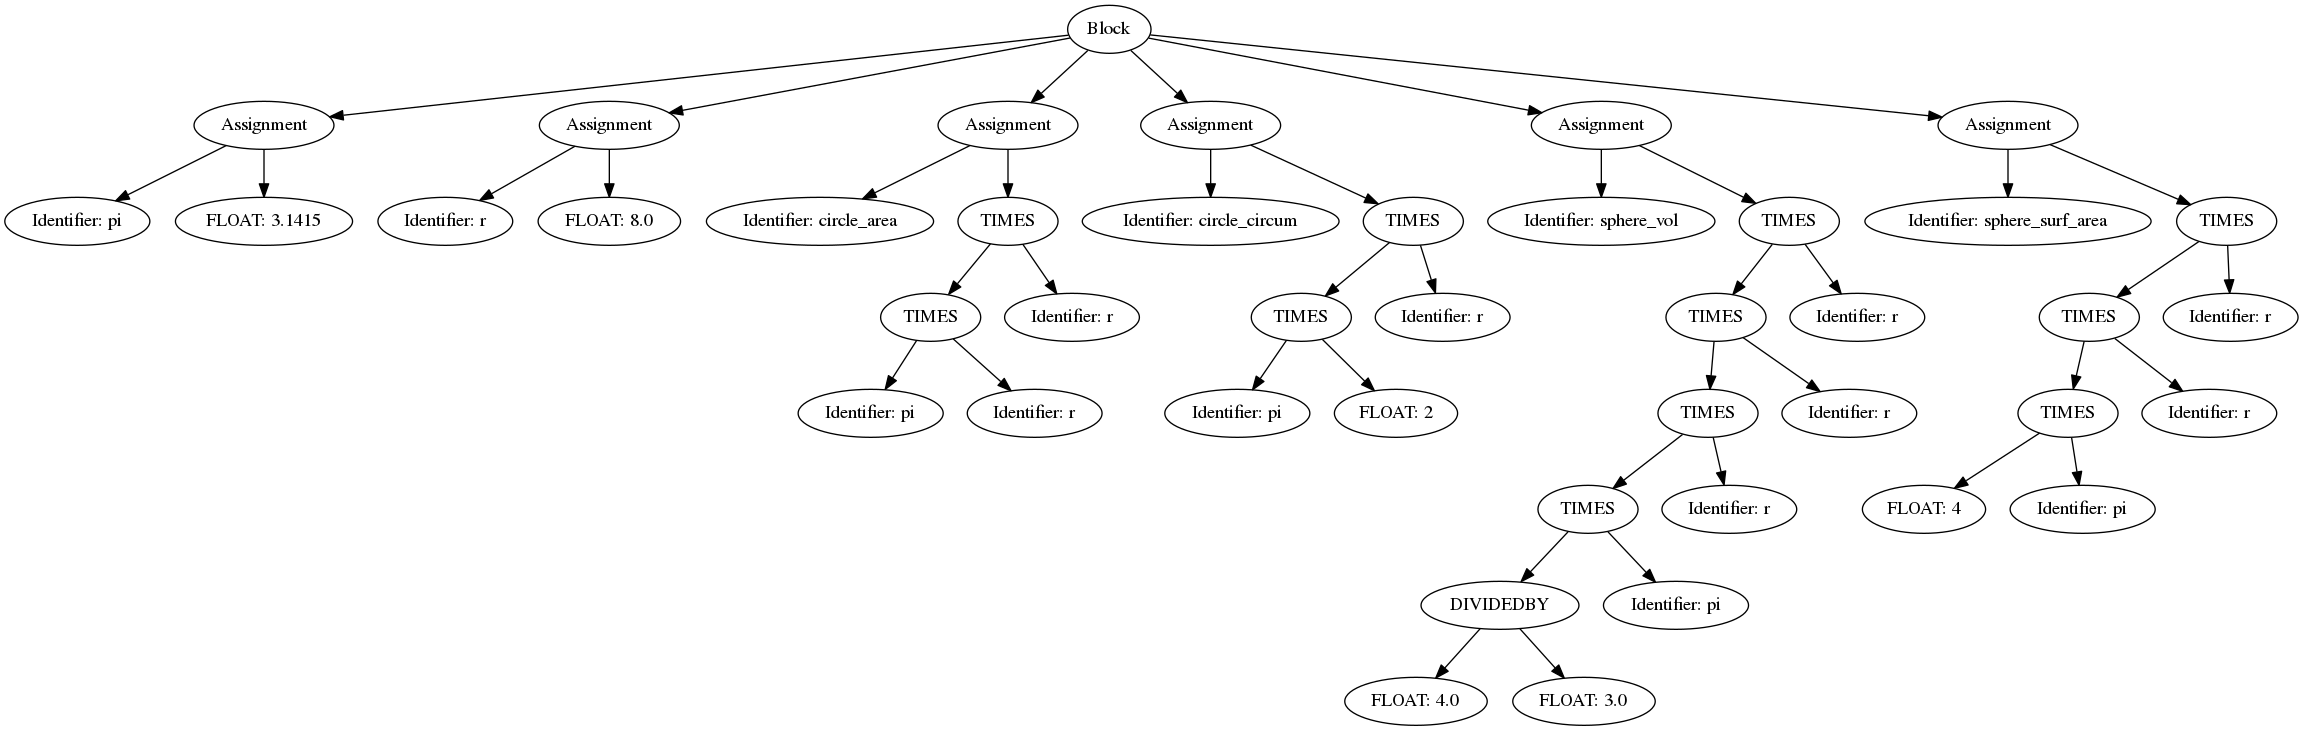 Block
Assignment
Assignment
Assignment
Assignment
Assignment
Assignment
Identifier: pi
FLOAT: 3.1415
Identifier: r
FLOAT: 8.0
Identifier: circle_area
TIMES
Identifier: circle_circum
TIMES
Identifier: sphere_vol
TIMES
Identifier: sphere_surf_area
TIMES
TIMES
Identifier: r
TIMES
Identifier: r
TIMES
Identifier: r
TIMES
Identifier: r
Identifier: pi
Identifier: r
Identifier: pi
FLOAT: 2
TIMES
Identifier: r
TIMES
Identifier: r
TIMES
Identifier: r
FLOAT: 4
Identifier: pi
DIVIDEDBY
Identifier: pi
FLOAT: 4.0
FLOAT: 3.0